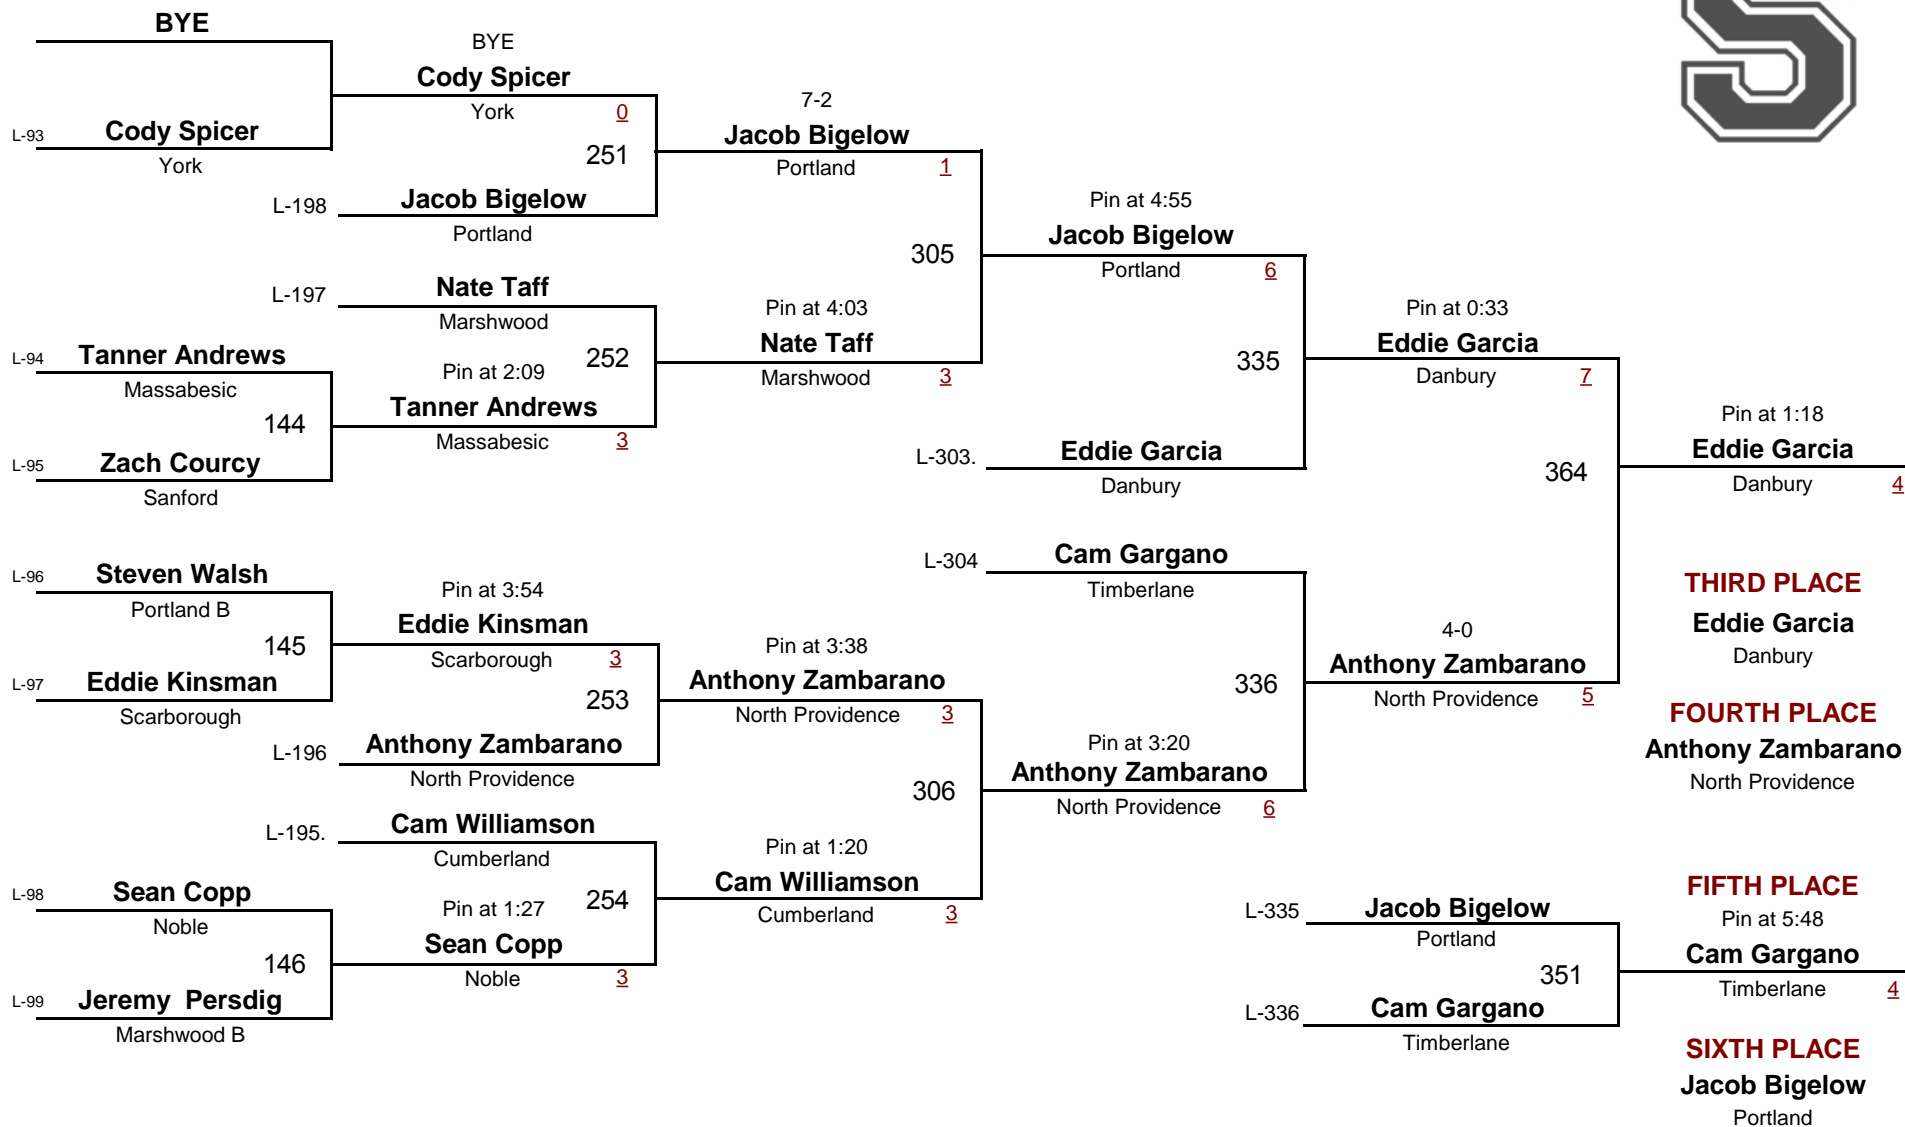 BYE
L-93 Cody Spicer
York
L-94 Tanner Andrews
Massabesic
144
L-95 Zach Courcy
Sanford
L-96 Steven Walsh
Portland B
145
L-97 Eddie Kinsman
Scarborough
L-98 Sean Copp
Noble
146
L-99 Jeremy  Persdig
Marshwood B
BYE
Cody Spicer
York 0
251
L-198 Jacob Bigelow
Portland
L-197 Nate Taff
Marshwood
252
Pin at 2:09
Tanner Andrews
Massabesic 3
Pin at 3:54
Eddie Kinsman
Scarborough 3
253
L-196 Anthony Zambarano
North Providence
L-195. Cam Williamson
Cumberland
254
Pin at 1:27
Sean Copp
Noble 3
7-2
Jacob Bigelow
Portland 1
305
Pin at 4:03
Nate Taff
Marshwood 3
Pin at 3:38
Anthony Zambarano
North Providence 3
306
Pin at 1:20
Cam Williamson
Cumberland 3
Pin at 4:55
Jacob Bigelow
Portland 6
335
L-303. Eddie Garcia
Danbury
L-304 Cam Gargano
Timberlane
336
Pin at 3:20
Anthony Zambarano
North Providence 6
Pin at 0:33
Eddie Garcia
Danbury 7
364
4-0
Anthony Zambarano
North Providence 5
Pin at 1:18
Eddie Garcia
Danbury 4
THIRD PLACE
Eddie Garcia
Danbury
FOURTH PLACE
Anthony Zambarano
North Providence
L-335 Jacob Bigelow
Portland
351
L-336 Cam Gargano
Timberlane
FIFTH PLACE
Pin at 5:48
Cam Gargano
Timberlane 4
SIXTH PLACE
Jacob Bigelow
Portland
S